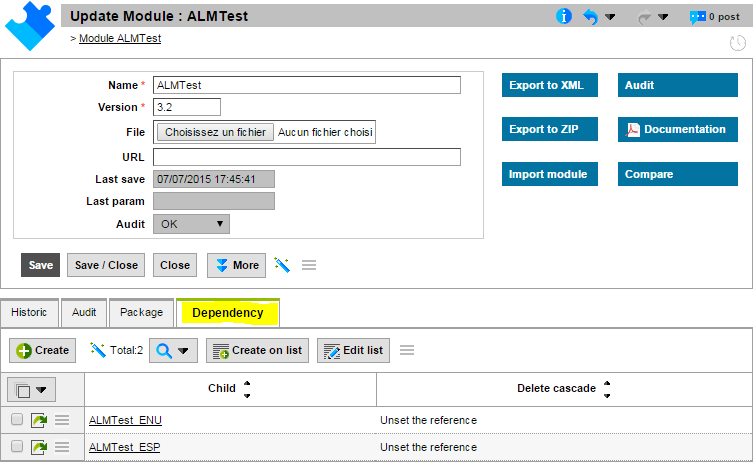 Update Module : ALMTest
0 post
> Module ALMTest
Name * ALMTest
Version * 3.2
File Choisissez un fichier Aucun fichier choisi
URL
Last save 07/07/2015 17:45:41
Last param
Audit OK
Export to XML Audit
Export to ZIP Documentation
Import module Compare
Save Save / Close Close More
Historic Audit Package Dependency
Create Total:2 Create on list Edit list
Child Delete cascade
ALMTest_ENU Unset the reference
ALMTest_ESP Unset the reference